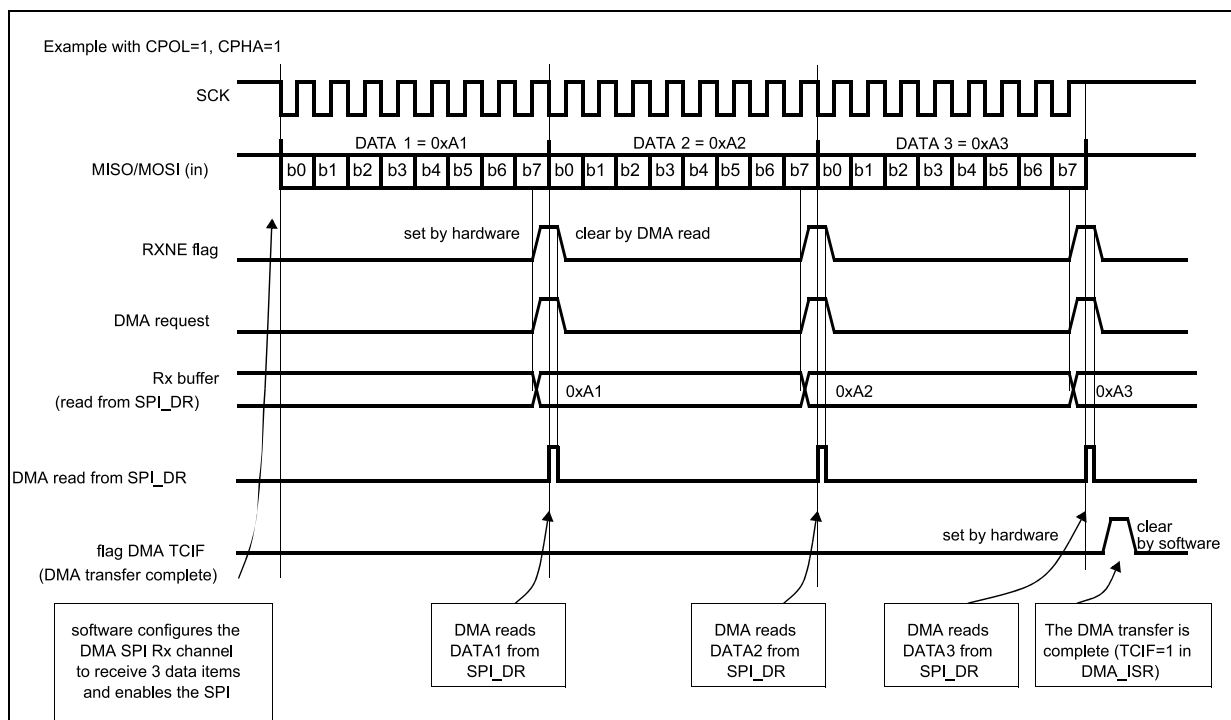 Example with CPOL=1, CPHA=1
SCK
DATA 1 = 0xA1
DATA 2 = 0xA2
DATA 3 = 0xA3
MISO/MOSI (in)
b0 b1 b2 b3 b4 b5 b6 b7 b0 b1 b2 b3 b4 b5 b6 b7 b0 b1 b2 b3 b4 b5 b6 b7
set by hardware
clear by DMA read
RXNE flag
DMA request
Rx buffer
(read from SPI_DR)
0xA1
0xA2
0xA3
DMA read from SPI_DR
flag DMA TCIF
(DMA transfer complete)
set by hardware
clear
by software
software configures the
DMA SPI Rx channel
to receive 3 data items
and enables the SPI
DMA reads
DATA1 from
SPI_DR
DMA reads
DATA2 from
SPI_DR
DMA reads
DATA3 from
SPI_DR
The DMA transfer is
complete (TCIF=1 in
DMA_ISR)